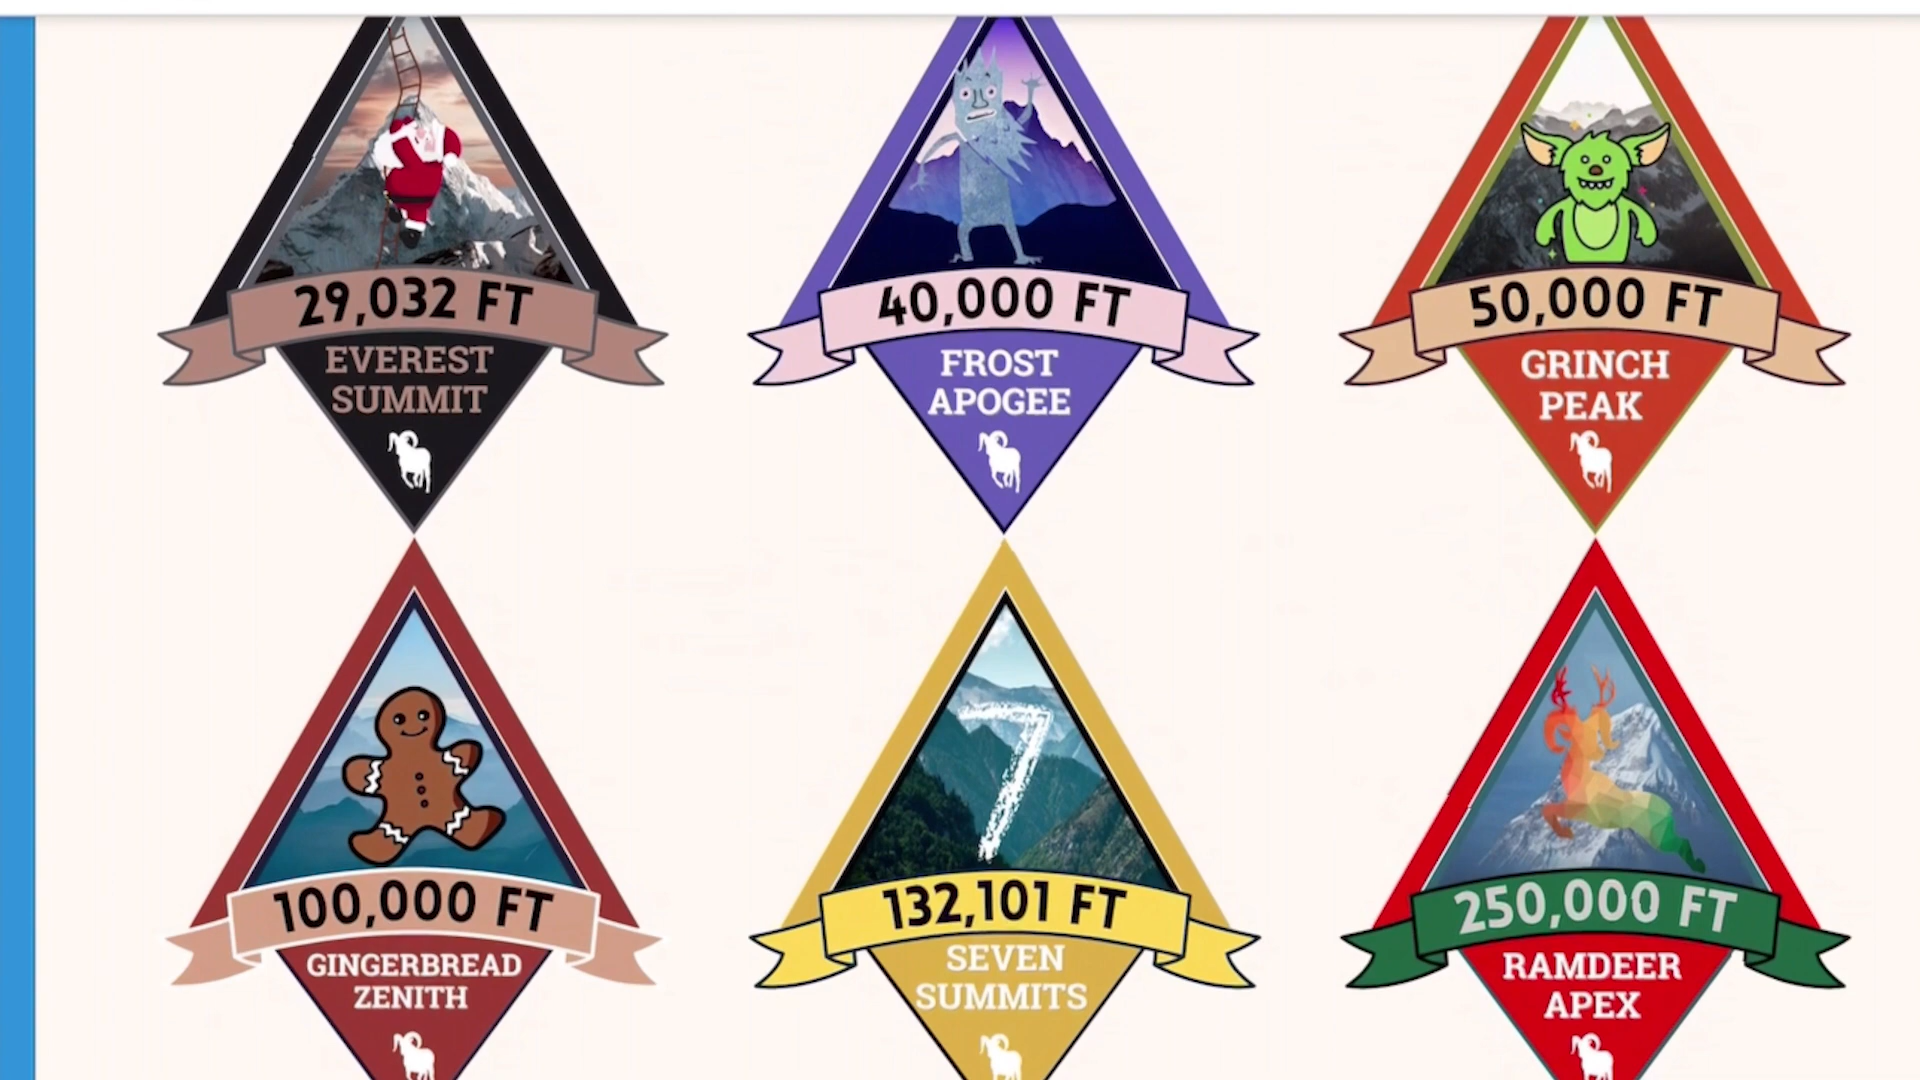 29,032 FT
EVEREST
SUMMIT
40,000 FT
FROST
APOGEE
50,000 FT
GRINCH
PEAK
100,000 FT
GINGERBREAD
ZENITH
7
132,101 FT
SEVEN
SUMMITS
250,000 FT
RAMDEER
APEX